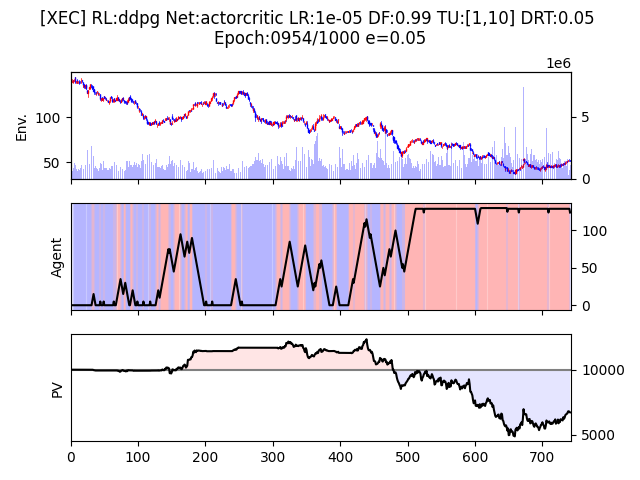 [XEC] RL:ddpg Net:actorcritic LR:1e-05 DF:0.99 TU:[1,10] DRT:0.05
Epoch:0954/1000 e=0.05
1e6
Env.
100
50
5
0
Agent
100
50
0
PV
10000
5000
0 100 200 300 400 500 600 700